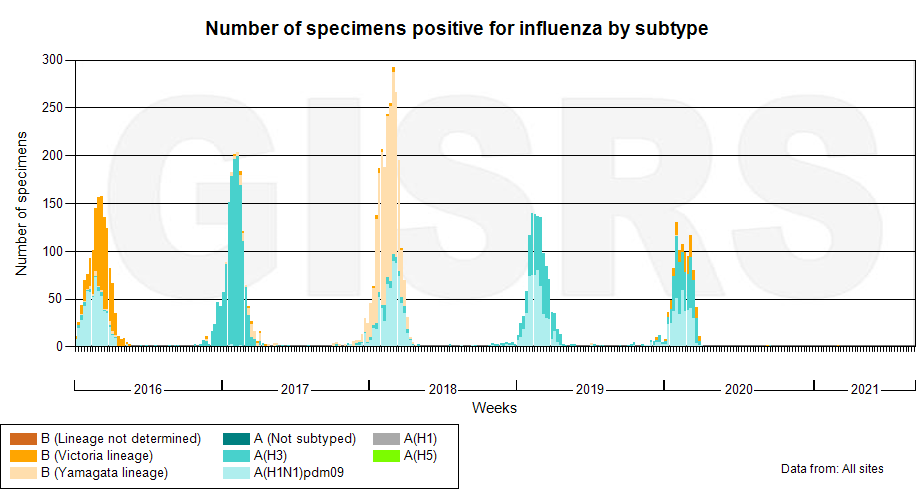 Number of specimens positive for influenza by subtype
GISRS
Number of specimens
300
250
200
150
100
50
0
2016 2017 2018 2019 2020 2021
Weeks
B (Lineage not determined) A (Not subtyped) A(H1)
B (Victoria lineage) A(H3) A(H5)
B (Yamagata lineage) A(H1N1)pdm09
Data from: All sites